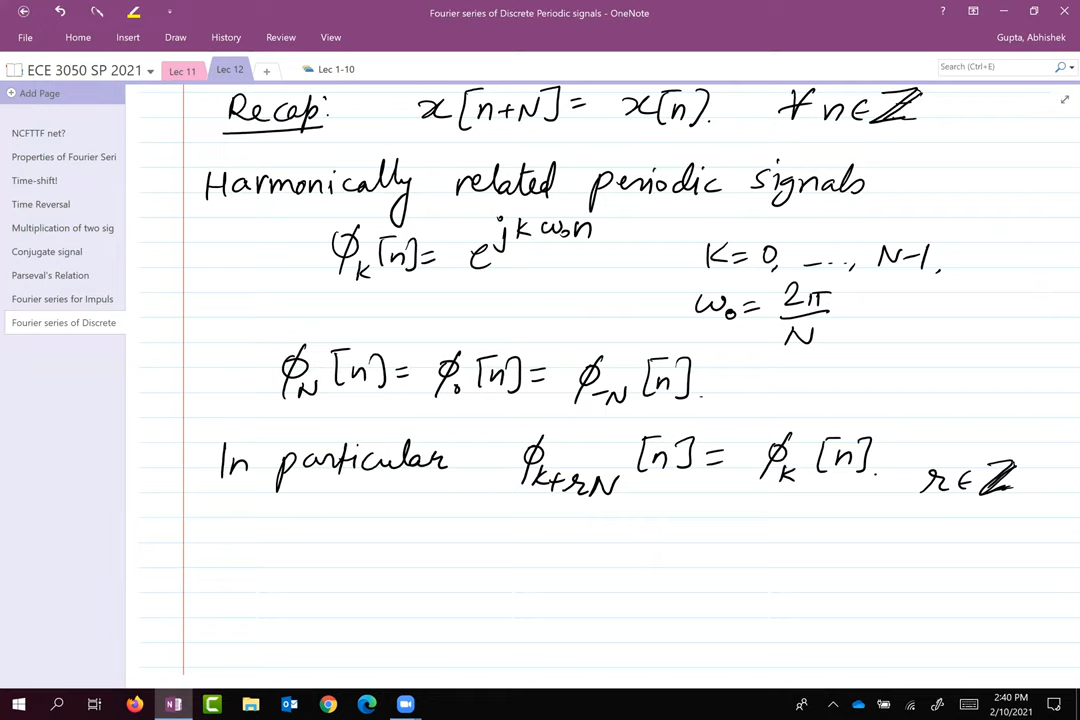 Fourier series of Discrete Periodic signals - OneNote
?
File Home Insert Draw History Review View
Gupta, Abhishek
ECE 3050 SP 2021 Lec 11 Lec 12 + Lec 1-10
Search (Ctrl+E)
Add Page
NCFTTF net?
Properties of Fourier Seri
Time-shift!
Time Reversal
Multiplication of two sig
Conjugate signal
Parseval's Relation
Fourier series for Impuls
Fourier series of Discrete
Recap: x[n+N] = x[n]. ∀ n ∈ ℤ
Harmonically related periodic signals
ϕ_k[n] = e^{jkω₀n} k = 0, ..., N-1,
ω₀ = 2π/N
ϕ_N[n] = ϕ_0[n] = ϕ_{-N}[n].
In particular ϕ_{k+rN}[n] = ϕ_k[n]. r ∈ ℤ
2:40 PM
2/10/2021